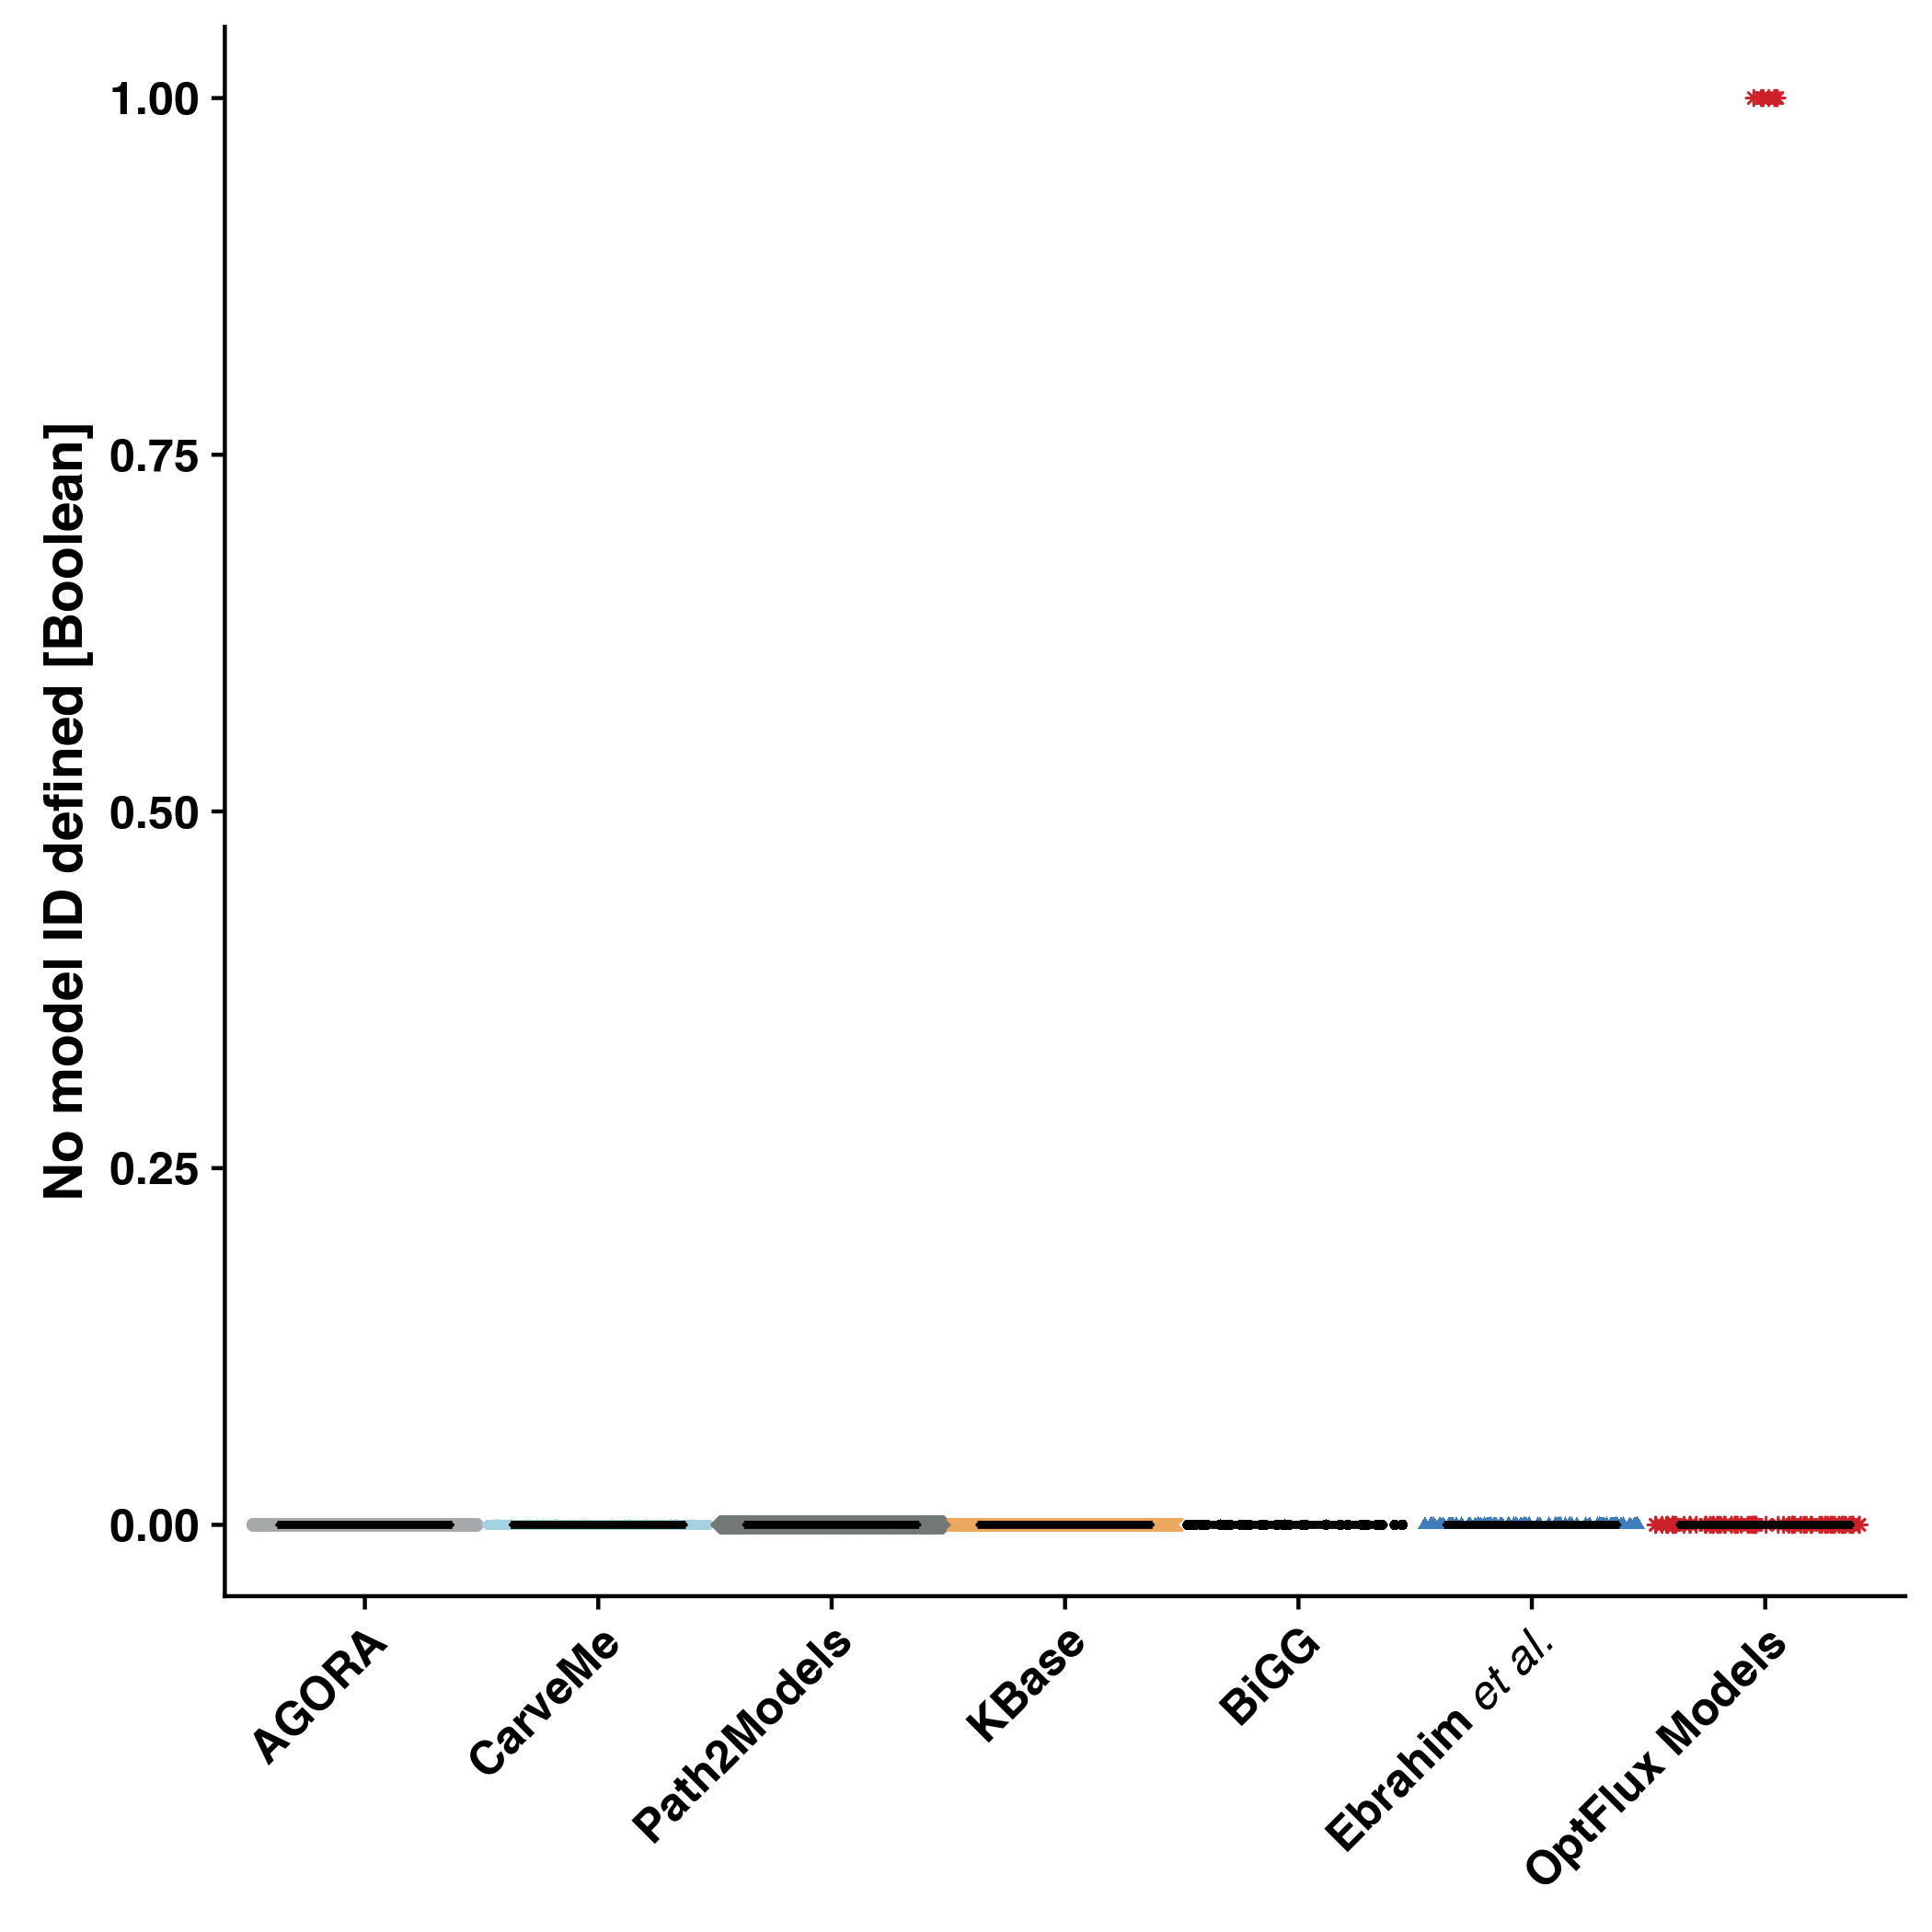 No model ID defined [Boolean]
1.00
0.75
0.50
0.25
0.00
AGORA
CarveMe
Path2Models
KBase
BiGG
Ebrahim et al.
OptFlux Models